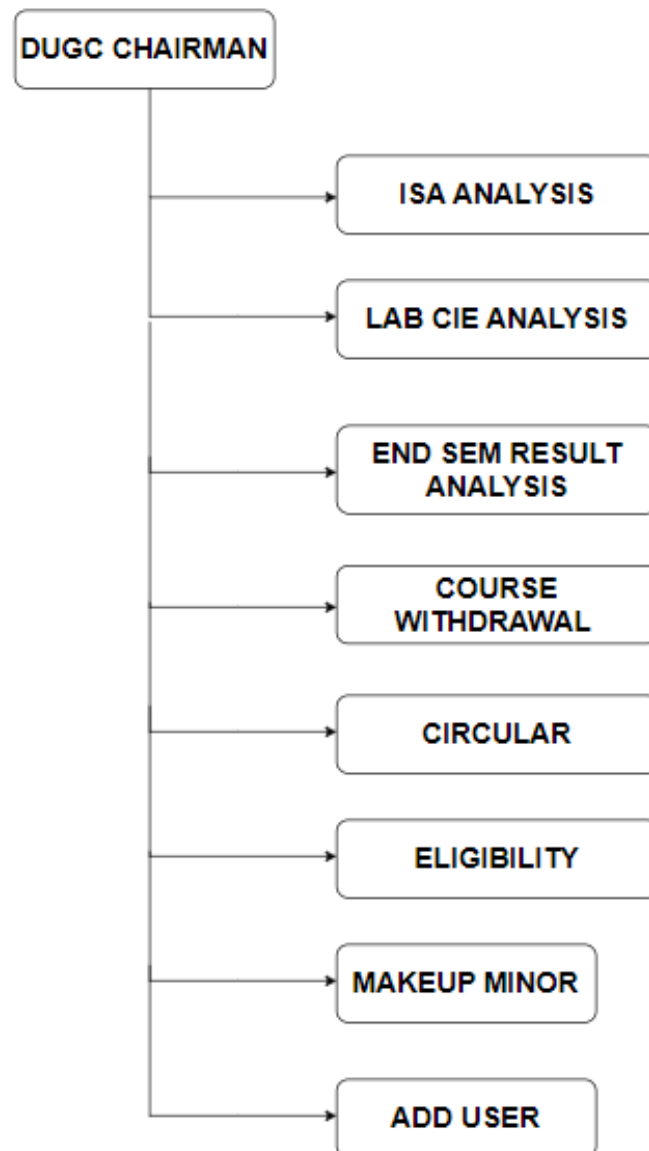 DUGC CHAIRMAN
ISA ANALYSIS
LAB CIE ANALYSIS
END SEM RESULT
ANALYSIS
COURSE
WITHDRAWAL
CIRCULAR
ELIGIBILITY
MAKEUP MINOR
ADD USER